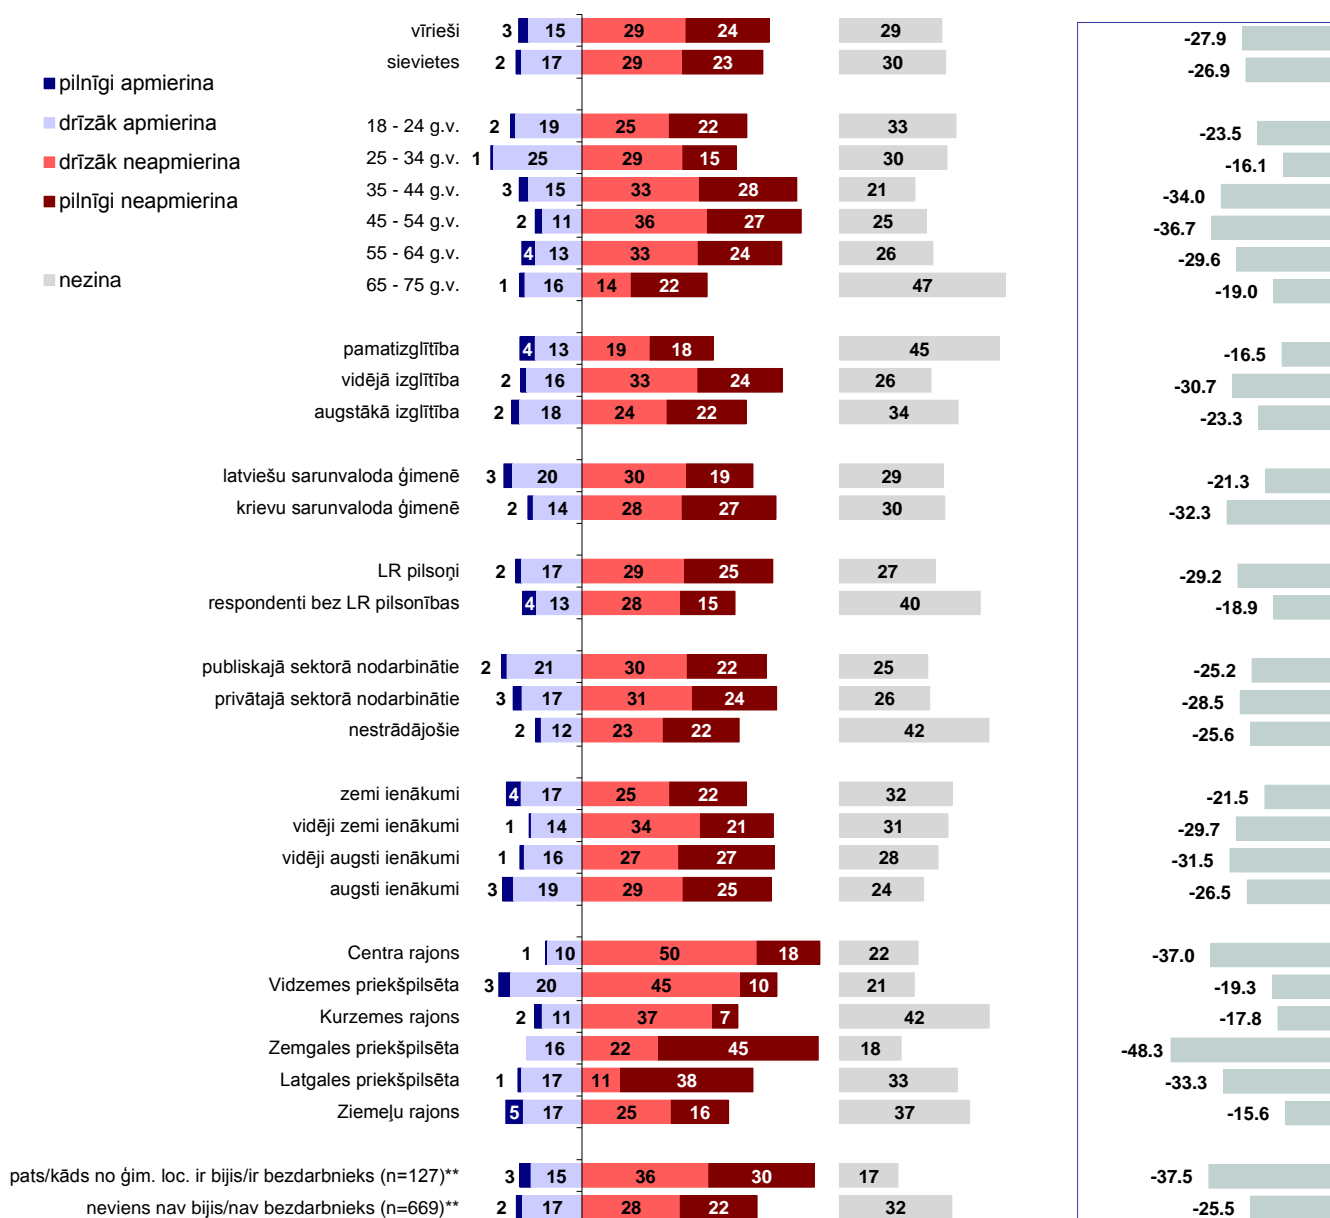 pilnīgi apmierina
drīzāk apmierina
drīzāk neapmierina
pilnīgi neapmierina
nezina
vīrieši 3 15 29 24 29 -27.9
sievietes 2 17 29 23 30 -26.9
18 - 24 g.v. 2 19 25 22 33 -23.5
25 - 34 g.v. 1 25 29 15 30 -16.1
35 - 44 g.v. 3 15 33 28 21 -34.0
45 - 54 g.v. 2 11 36 27 25 -36.7
55 - 64 g.v. 4 13 33 24 26 -29.6
65 - 75 g.v. 1 16 14 22 47 -19.0
pamatizglītība 4 13 19 18 45 -16.5
vidējā izglītība 2 16 33 24 26 -30.7
augstākā izglītība 2 18 24 22 34 -23.3
latviešu sarunvaloda ģimenē 3 20 30 19 29 -21.3
krievu sarunvaloda ģimenē 2 14 28 27 30 -32.3
LR pilsoņi 2 17 29 25 27 -29.2
respondenti bez LR pilsonības 4 13 28 15 40 -18.9
publiskajā sektorā nodarbinātie 2 21 30 22 25 -25.2
privātajā sektorā nodarbinātie 3 17 31 24 26 -28.5
nestrādājošie 2 12 23 22 42 -25.6
zemi ienākumi 4 17 25 22 32 -21.5
vidēji zemi ienākumi 1 14 34 21 31 -29.7
vidēji augsti ienākumi 1 16 27 27 28 -31.5
augsti ienākumi 3 19 29 25 24 -26.5
Centra rajons 1 10 50 18 22 -37.0
Vidzemes priekšpilsēta 3 20 45 10 21 -19.3
Kurzemes rajons 2 11 37 7 42 -17.8
Zemgales priekšpilsēta 16 22 45 18 -48.3
Latgales priekšpilsēta 1 17 11 38 33 -33.3
Ziemeļu rajons 5 17 25 16 37 -15.6
pats/kāds no ģim. loc. ir bijis/ir bezdarbnieks (n=127)** 3 15 36 30 17 -37.5
neviens nav bijis/nav bezdarbnieks (n=669)** 2 17 28 22 32 -25.5